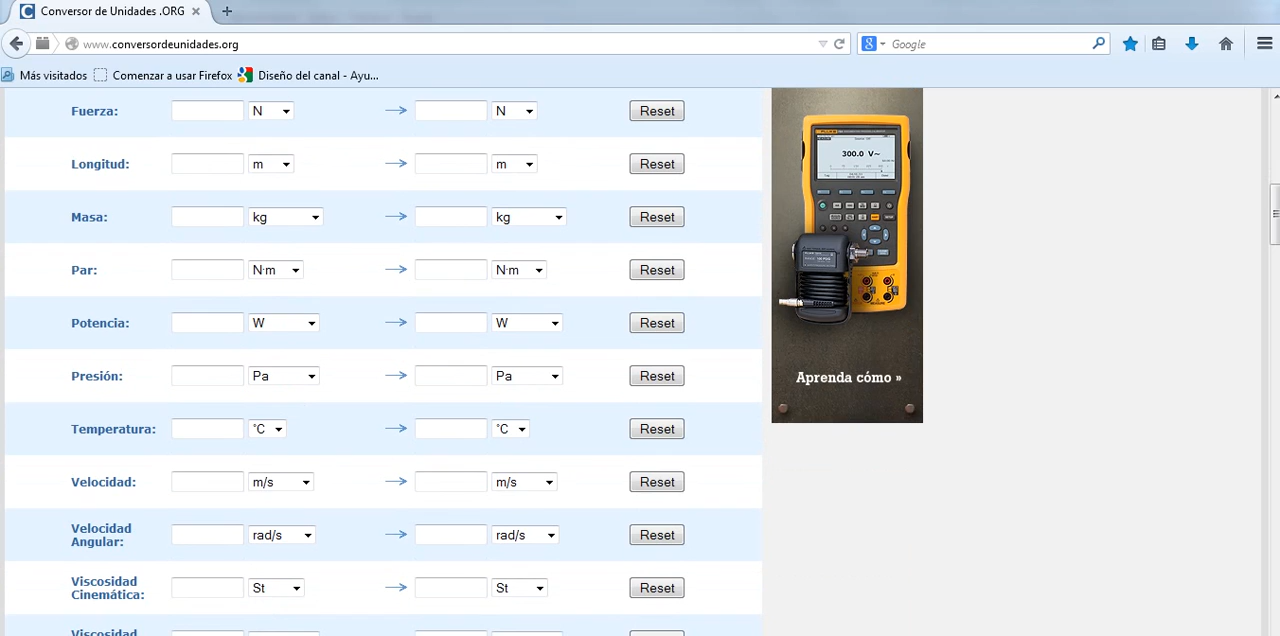 Conversor de Unidades .ORG
www.conversordeunidades.org
Google
Más visitados Comenzar a usar Firefox Diseño del canal - Ayu...
Fuerza: N N Reset
Longitud: m m Reset
Masa: kg kg Reset
Par: N·m N·m Reset
Potencia: W W Reset
Presión: Pa Pa Reset
Temperatura: °C °C Reset
Velocidad: m/s m/s Reset
Velocidad
Angular: rad/s rad/s Reset
Viscosidad
Cinemática: St St Reset
Viscosidad
300.0 V~
Aprenda cómo »